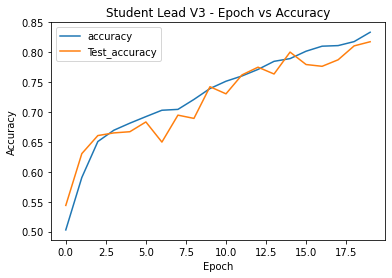 Student Lead V3 - Epoch vs Accuracy
accuracy
Test_accuracy
0.85
0.80
0.75
0.70
0.65
0.60
0.55
0.50
Accuracy
0.0 2.5 5.0 7.5 10.0 12.5 15.0 17.5
Epoch